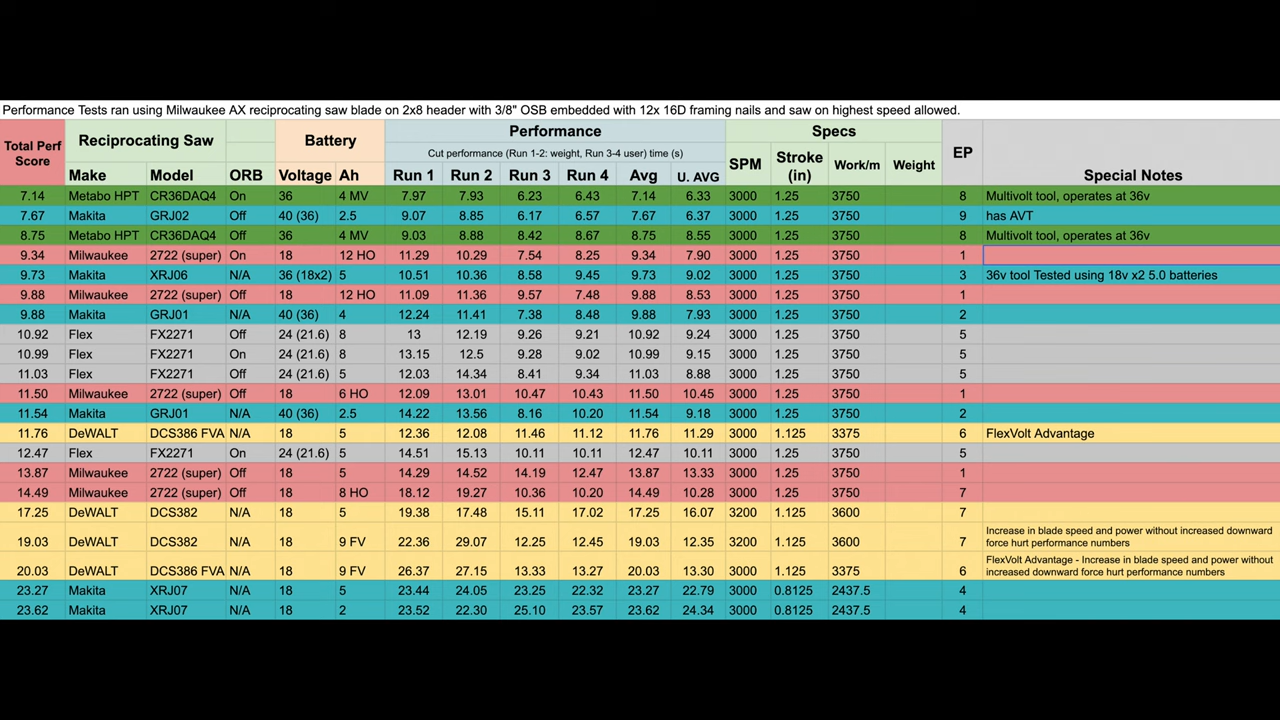 Performance Tests ran using Milwaukee AX reciprocating saw blade on 2x8 header with 3/8" OSB embedded with 12x 16D framing nails and saw on highest speed allowed.
Total Perf Score Reciprocating Saw Battery Performance Specs EP Special Notes
Cut performance (Run 1-2: weight, Run 3-4 user) time (s)
Make Model ORB Voltage Ah Run 1 Run 2 Run 3 Run 4 Avg U. AVG SPM Stroke (in) Work/m Weight
7.14 Metabo HPT CR36DAQ4 On 36 4 MV 7.97 7.93 6.23 6.43 7.14 6.33 3000 1.25 3750 8 Multivolt tool, operates at 36v
7.67 Makita GRJ02 Off 40 (36) 2.5 9.07 8.85 6.17 6.57 7.67 6.37 3000 1.25 3750 9 has AVT
8.75 Metabo HPT CR36DAQ4 Off 36 4 MV 9.03 8.88 8.42 8.67 8.75 8.55 3000 1.25 3750 8 Multivolt tool, operates at 36v
9.34 Milwaukee 2722 (super) On 18 12 HO 11.29 10.29 7.54 8.25 9.34 7.90 3000 1.25 3750 1
9.73 Makita XRJ06 N/A 36 (18x2) 5 10.51 10.36 8.58 9.45 9.73 9.02 3000 1.25 3750 3 36v tool Tested using 18v x2 5.0 batteries
9.88 Milwaukee 2722 (super) Off 18 12 HO 11.09 11.36 9.57 7.48 9.88 8.53 3000 1.25 3750 1
9.88 Makita GRJ01 N/A 40 (36) 4 12.24 11.41 7.38 8.48 9.88 7.93 3000 1.25 3750 2
10.92 Flex FX2271 Off 24 (21.6) 8 13 12.19 9.26 9.21 10.92 9.24 3000 1.25 3750 5
10.99 Flex FX2271 On 24 (21.6) 8 13.15 12.5 9.28 9.02 10.99 9.15 3000 1.25 3750 5
11.03 Flex FX2271 Off 24 (21.6) 5 12.03 14.34 8.41 9.34 11.03 8.88 3000 1.25 3750 5
11.50 Milwaukee 2722 (super) Off 18 6 HO 12.09 13.01 10.47 10.43 11.50 10.45 3000 1.25 3750 1
11.54 Makita GRJ01 N/A 40 (36) 2.5 14.22 13.56 8.16 10.20 11.54 9.18 3000 1.25 3750 2
11.76 DeWALT DCS386 FVA N/A 18 5 12.36 12.08 11.46 11.12 11.76 11.29 3000 1.125 3375 6 FlexVolt Advantage
12.47 Flex FX2271 On 24 (21.6) 5 14.51 15.13 10.11 10.11 12.47 10.11 3000 1.25 3750 5
13.87 Milwaukee 2722 (super) Off 18 5 14.29 14.52 14.19 12.47 13.87 13.33 3000 1.25 3750 1
14.49 Milwaukee 2722 (super) Off 18 8 HO 18.12 19.27 10.36 10.20 14.49 10.28 3000 1.25 3750 7
17.25 DeWALT DCS382 N/A 18 5 19.38 17.48 15.11 17.02 17.25 16.07 3200 1.125 3600 7
19.03 DeWALT DCS382 N/A 18 9 FV 22.36 29.07 12.25 12.45 19.03 12.35 3200 1.125 3600 7 Increase in blade speed and power without increased downward force hurt performance numbers
20.03 DeWALT DCS386 FVA N/A 18 9 FV 26.37 27.15 13.33 13.27 20.03 13.30 3000 1.125 3375 6 FlexVolt Advantage - Increase in blade speed and power without increased downward force hurt performance numbers
23.27 Makita XRJ07 N/A 18 5 23.44 24.05 23.25 22.32 23.27 22.79 3000 0.8125 2437.5 4
23.62 Makita XRJ07 N/A 18 2 23.52 22.30 25.10 23.57 23.62 24.34 3000 0.8125 2437.5 4